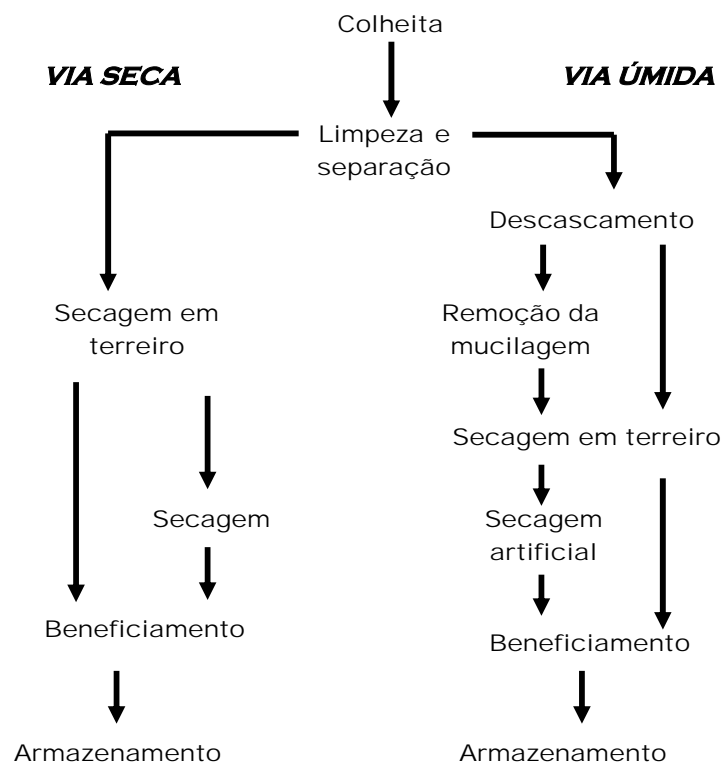 Colheita
VIA SECA
VIA ÚMIDA
Limpeza e
separação
Descascamento
Secagem em
terreiro
Remoção da
mucilagem
Secagem em terreiro
Secagem
Secagem
artificial
Beneficiamento
Beneficiamento
Armazenamento
Armazenamento